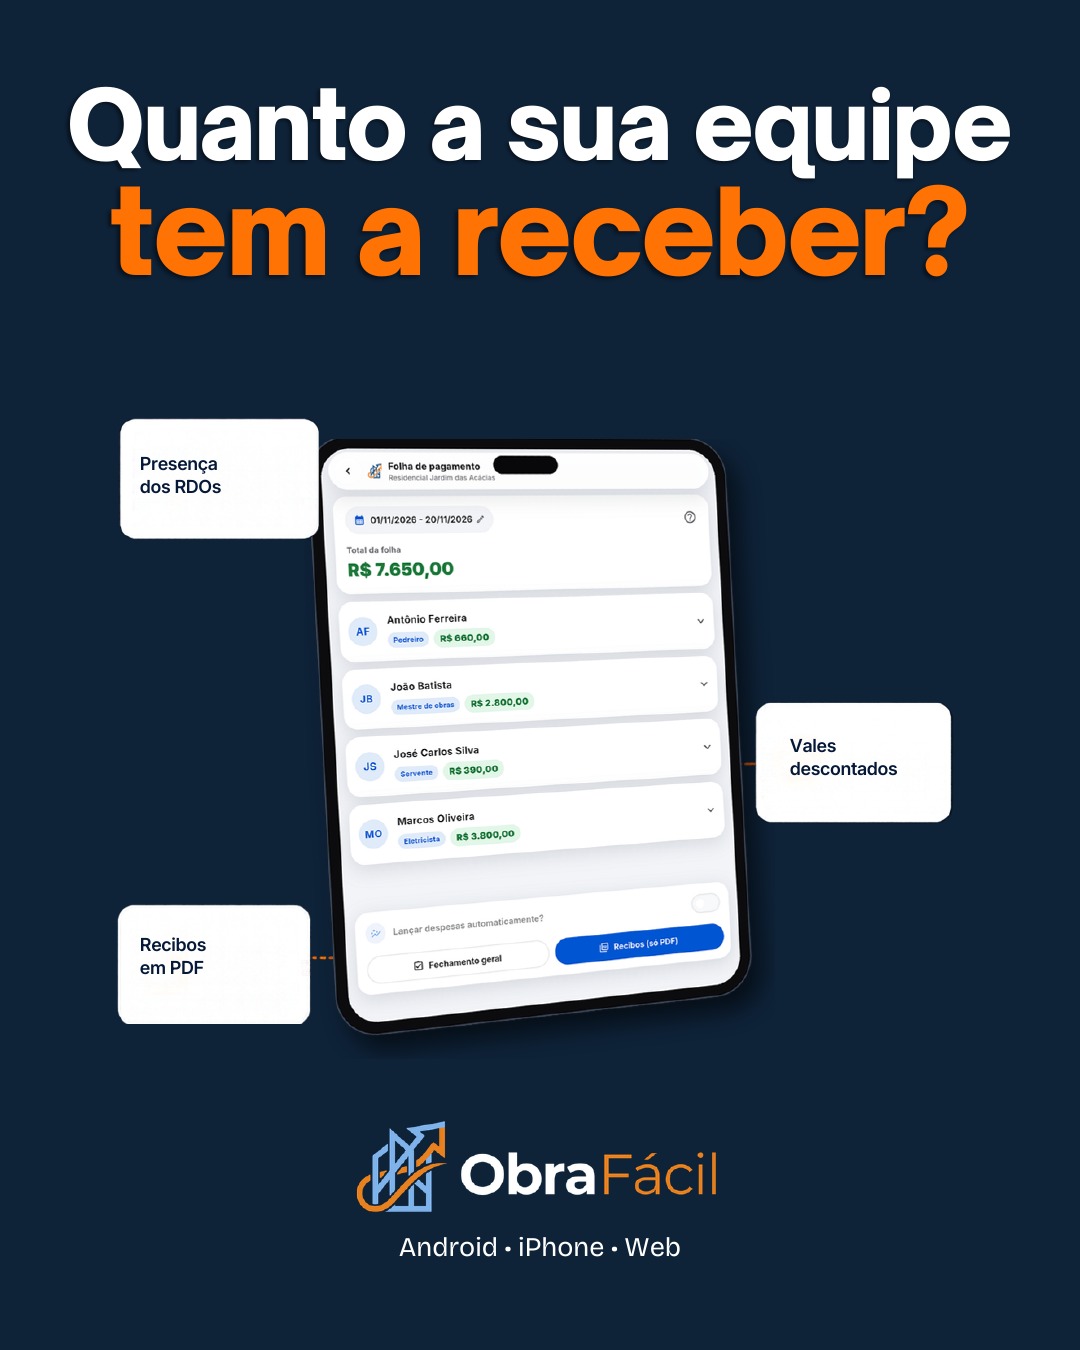 Quanto a sua equipe
tem a receber?
Presença
dos RDOs
Folha de pagamento
Residencial Jardim das Acácias
01/11/2026 - 20/11/2026
Total da folha
R$ 7.650,00
AF
Antônio Ferreira
Pedreiro R$ 660,00
JB
João Batista
Mestre de obras R$ 2.800,00
JS
José Carlos Silva
Servente R$ 390,00
MO
Marcos Oliveira
Eletricista R$ 3.800,00
Vales
descontados
Lançar despesas automaticamente?
Fechamento geral
Recibos (só PDF)
Recibos
em PDF
ObraFácil
Android • iPhone • Web